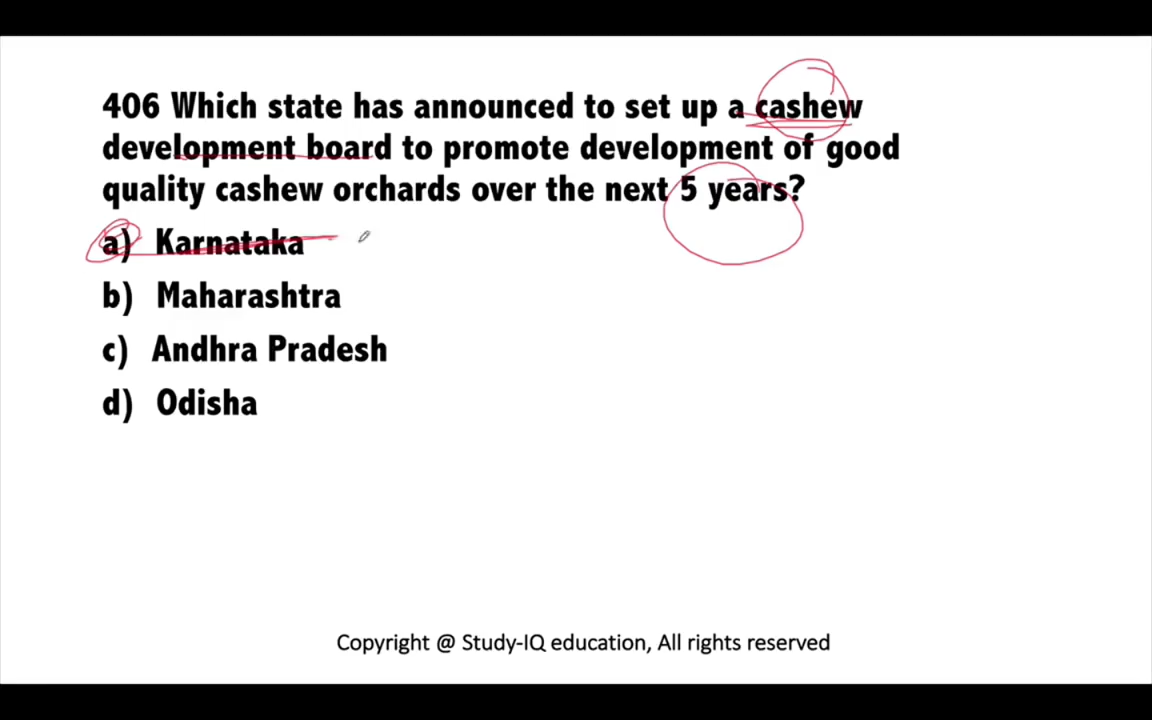 406 Which state has announced to set up a cashew
development board to promote development of good
quality cashew orchards over the next 5 years?
a) Karnataka
b) Maharashtra
c) Andhra Pradesh
d) Odisha
Copyright @ Study-IQ education, All rights reserved